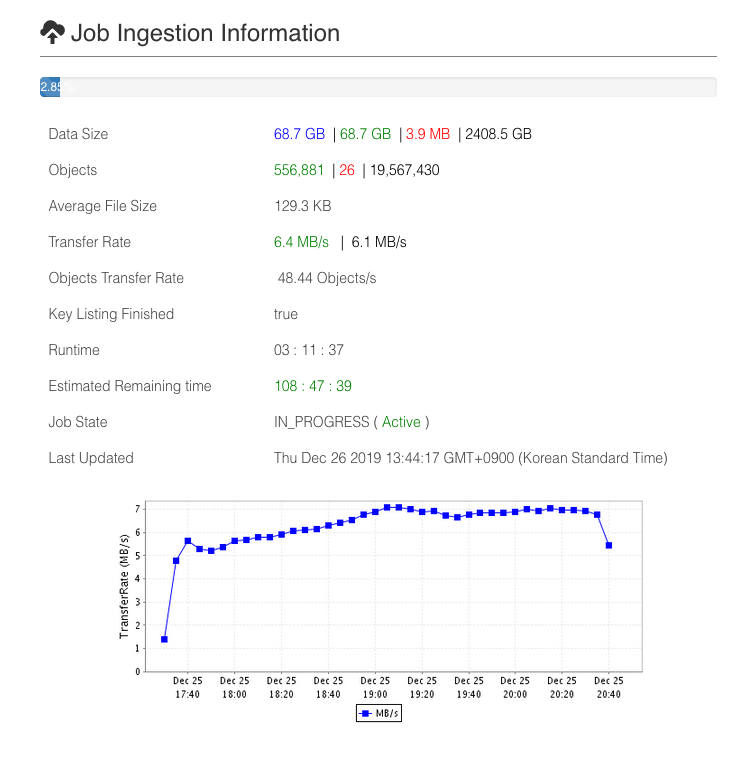 Job Ingestion Information
2.85%
Data Size 68.7 GB | 68.7 GB | 3.9 MB | 2408.5 GB
Objects 556,881 | 26 | 19,567,430
Average File Size 129.3 KB
Transfer Rate 6.4 MB/s | 6.1 MB/s
Objects Transfer Rate 48.44 Objects/s
Key Listing Finished true
Runtime 03 : 11 : 37
Estimated Remaining time 108 : 47 : 39
Job State IN_PROGRESS ( Active )
Last Updated Thu Dec 26 2019 13:44:17 GMT+0900 (Korean Standard Time)
TransferRate (MB/s)
7
6
5
4
3
2
1
0
Dec 25 Dec 25 Dec 25 Dec 25 Dec 25 Dec 25 Dec 25 Dec 25 Dec 25 Dec 25
17:40 18:00 18:20 18:40 19:00 19:20 19:40 20:00 20:20 20:40
MB/s